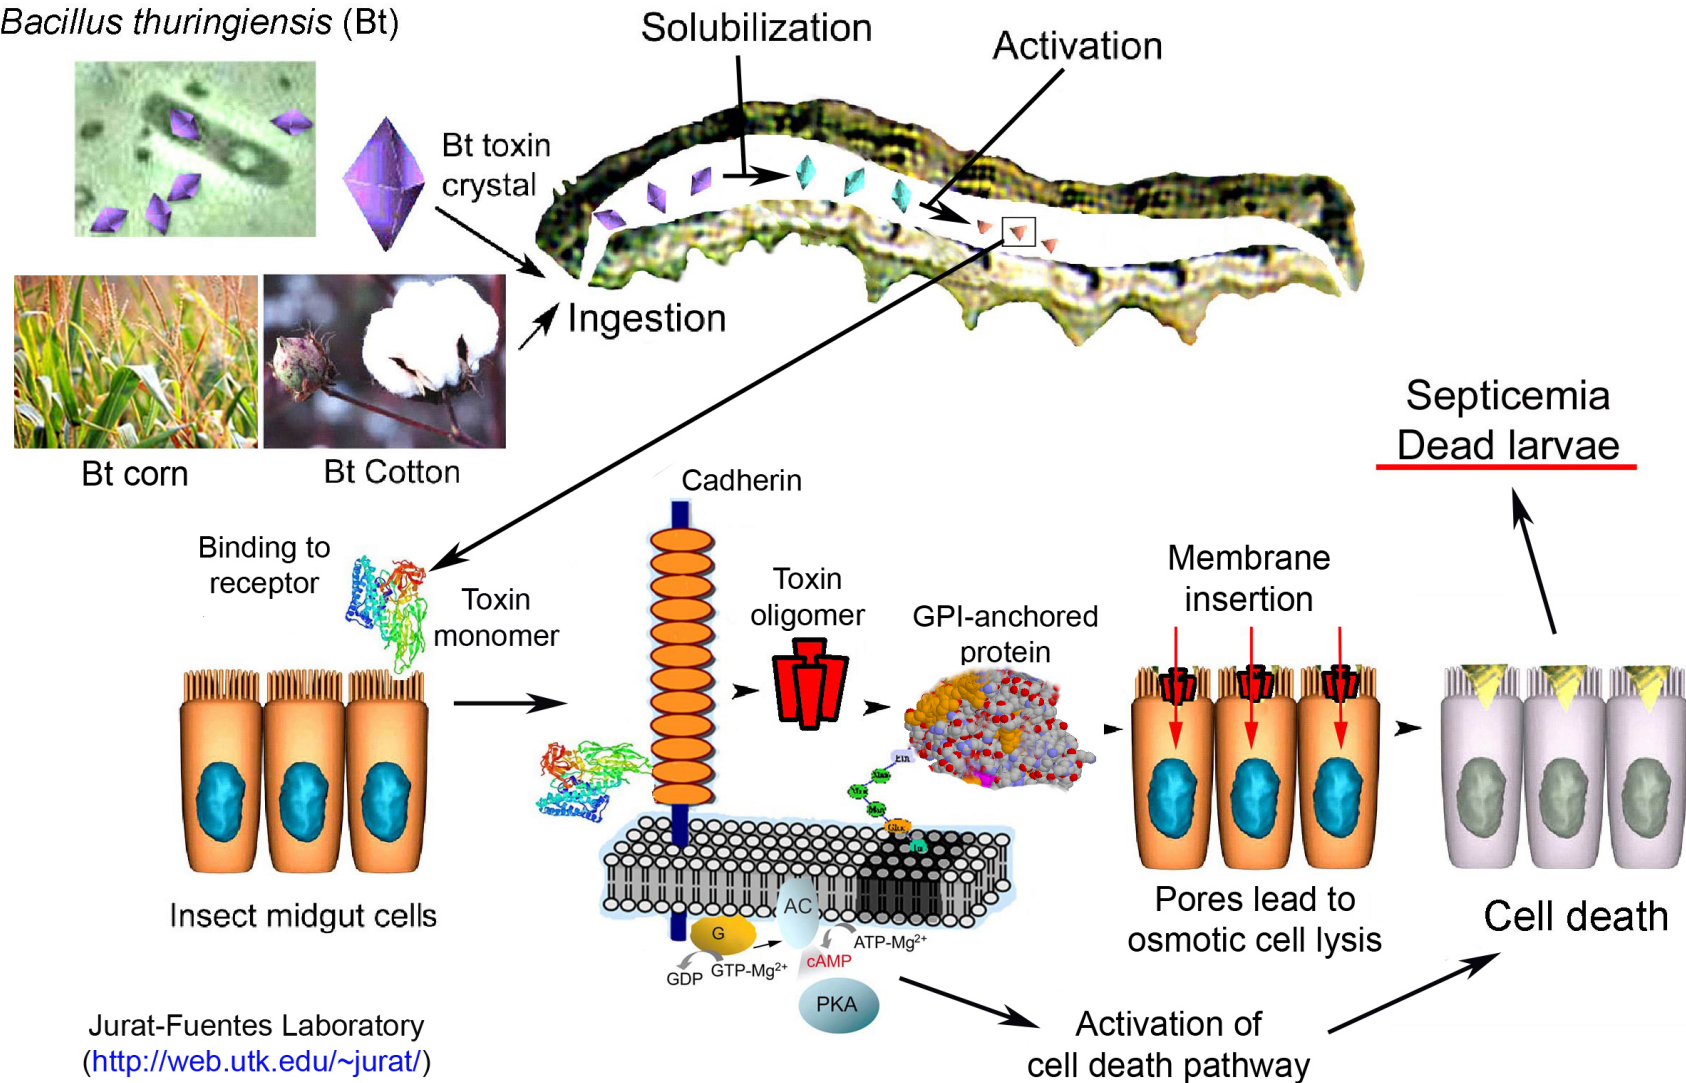 Bacillus thuringiensis (Bt)
Solubilization
Activation
Bt toxin
crystal
Ingestion
Bt corn
Bt Cotton
Septicemia
Dead larvae
Cadherin
Binding to
receptor
Toxin
monomer
Toxin
oligomer
GPI-anchored
protein
Membrane
insertion
Insect midgut cells
AC
G
ATP-Mg²⁺
cAMP
GTP-Mg²⁺
GDP
PKA
Pores lead to
osmotic cell lysis
Cell death
Activation of
cell death pathway
Jurat-Fuentes Laboratory
(http://web.utk.edu/~jurat/)